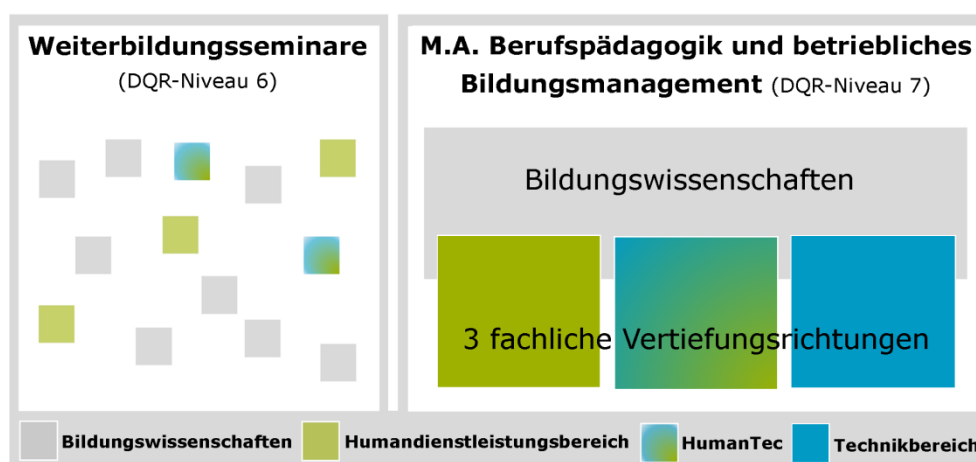 Weiterbildungsseminare
(DQR-Niveau 6)
M.A. Berufspädagogik und betriebliches
Bildungsmanagement (DQR-Niveau 7)
Bildungswissenschaften
3 fachliche Vertiefungsrichtungen
Bildungswissenschaften
Humandienstleistungsbereich
HumanTec
Technikbereich